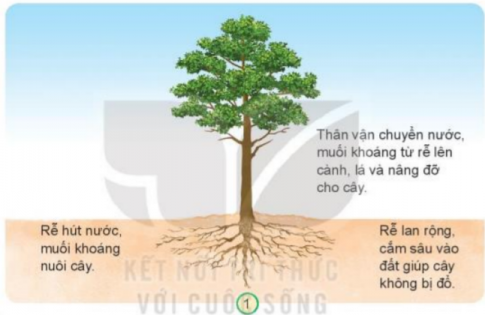 Thân vận chuyển nước,
muối khoáng từ rễ lên
cành, lá và nâng đỡ
cho cây.
Rễ hút nước,
muối khoáng
nuôi cây.
Rễ lan rộng,
cắm sâu vào
đất giúp cây
không bị đổ.
KẾT NỐI TRI THỨC
VỚI CUỘC SỐNG
1